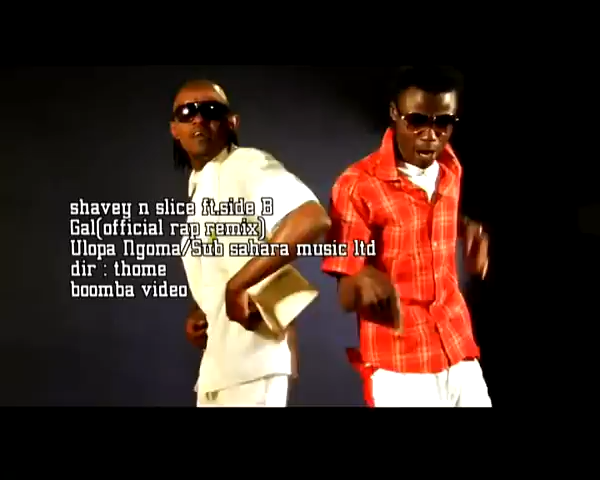 shavey n slice ft.side B
Gal(official rap remix)
Ulopa Ngoma/Sub sahara music ltd
dir : thome
boomba video